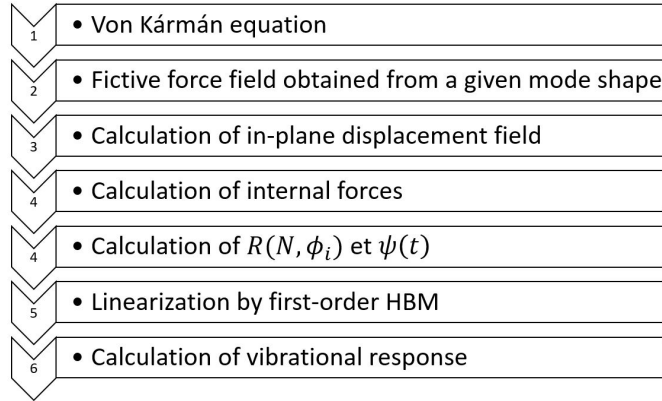 1 • Von Kármán equation
2 • Fictive force field obtained from a given mode shape
3 • Calculation of in-plane displacement field
4 • Calculation of internal forces
4 • Calculation of R(N, ϕᵢ) et ψ(t)
5 • Linearization by first-order HBM
6 • Calculation of vibrational response